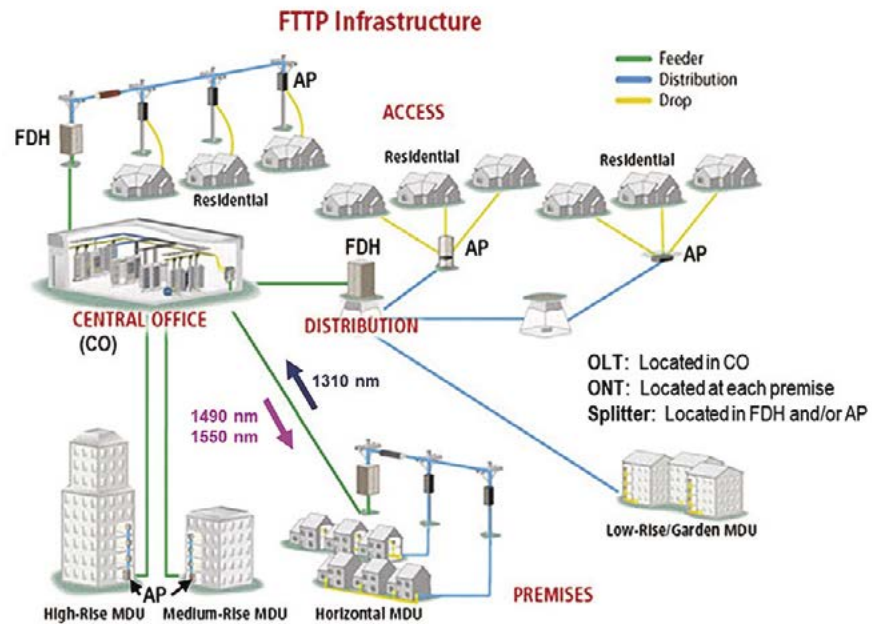 FTTP Infrastructure
Feeder
Distribution
Drop
AP
ACCESS
FDH
Residential
Residential
Residential
FDH
AP
AP
CENTRAL OFFICE
(CO)
DISTRIBUTION
1310 nm
1490 nm
1550 nm
OLT: Located in CO
ONT: Located at each premise
Splitter: Located in FDH and/or AP
Low-Rise/Garden MDU
AP
PREMISES
High-Rise MDU
Medium-Rise MDU
Horizontal MDU